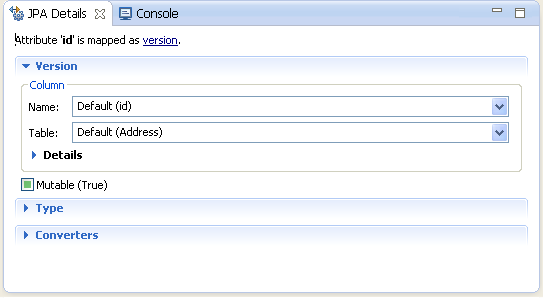 JPA Details Console
Attribute 'id' is mapped as version.
Version
Column
Name: Default (id)
Table: Default (Address)
Details
Mutable (True)
Type
Converters